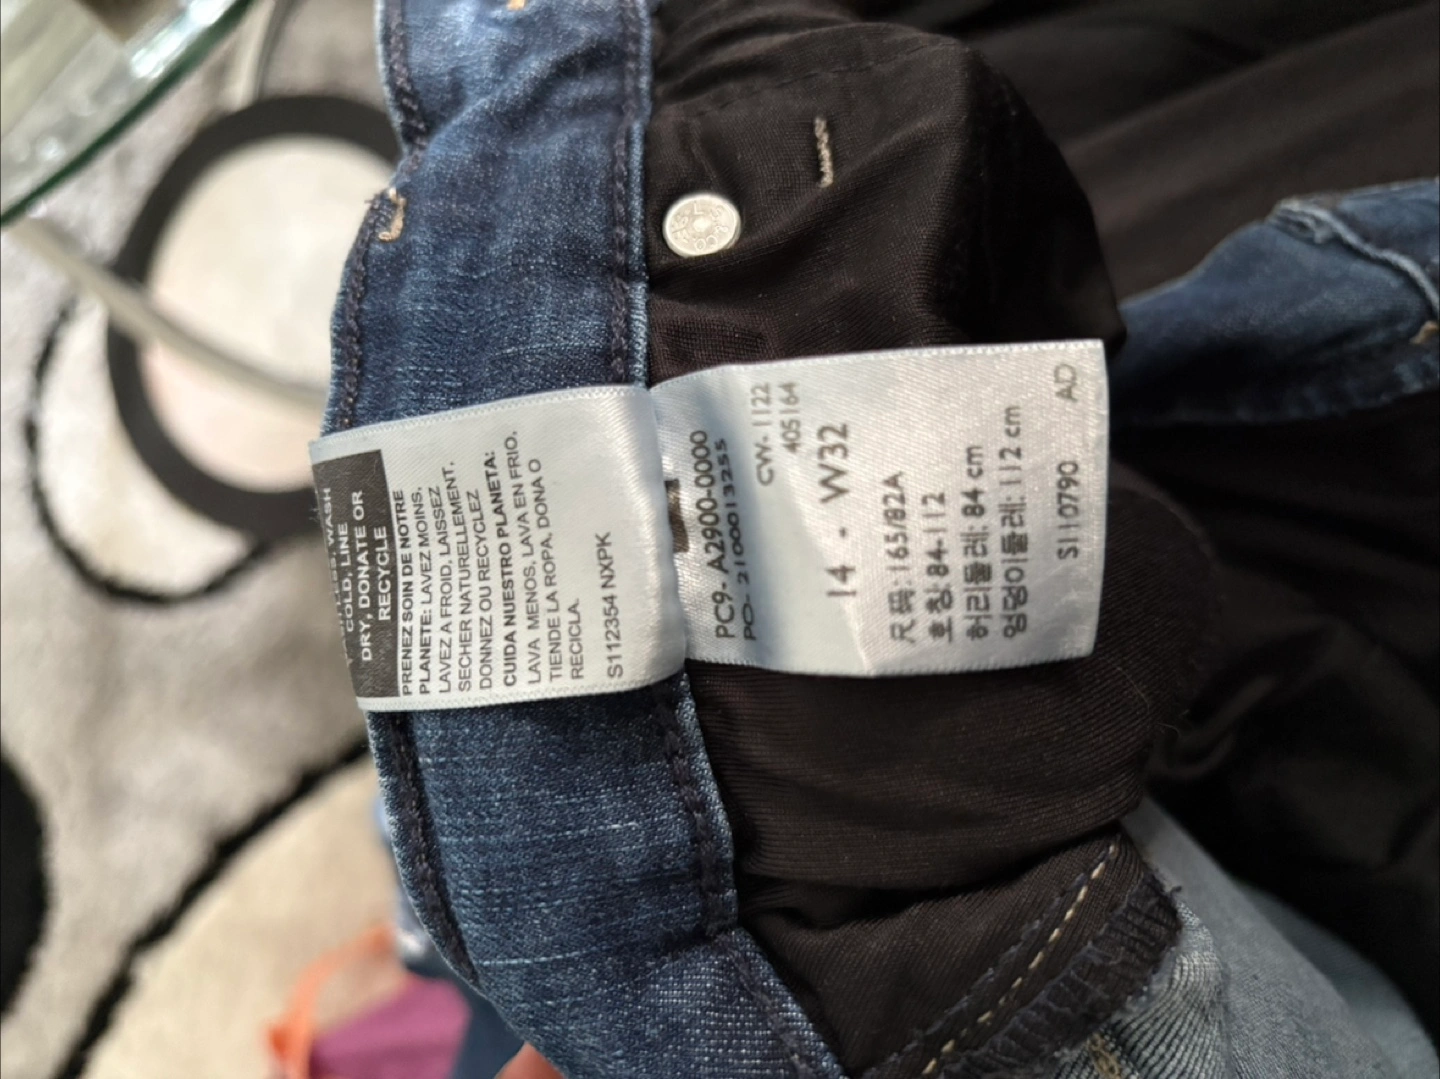 WASH
COLD, LINE
DRY, DONATE OR
RECYCLE
PRENEZ SOIN DE NOTRE
PLANETE: LAVEZ MOINS,
LAVEZ A FROID, LAISSEZ
SECHER NATURELLEMENT.
DONNEZ OU RECYCLEZ
CUIDA NUESTRO PLANETA:
LAVA MENOS, LAVA EN FRIO.
TIENDE LA ROPA, DONA O
RECICLA.
S112354 NXPK
PC9- A2900-0000
PO- 2100013255
CW- 1122
405164
14 - W32
尺码: 165/82A
호칭: 84-112
허리둘레: 84 cm
엉덩이둘레: 112 cm
S110790 AD